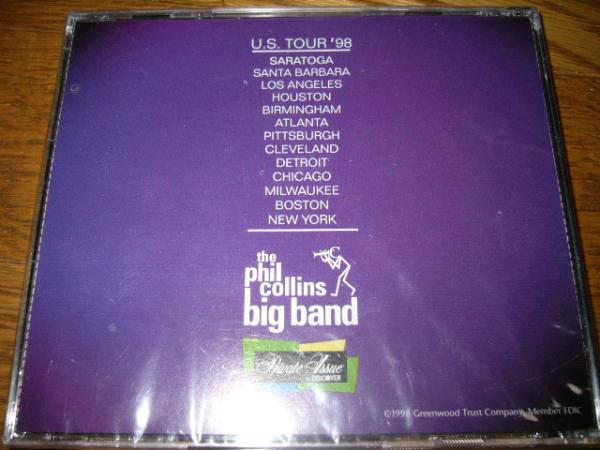 U.S. TOUR '98
SARATOGA
SANTA BARBARA
LOS ANGELES
HOUSTON
BIRMINGHAM
ATLANTA
PITTSBURGH
CLEVELAND
DETROIT
CHICAGO
MILWAUKEE
BOSTON
NEW YORK
the
phil
collins
big band
Private Issue
DISCOVER
©1998 Greenwood Trust Company, Member FDIC